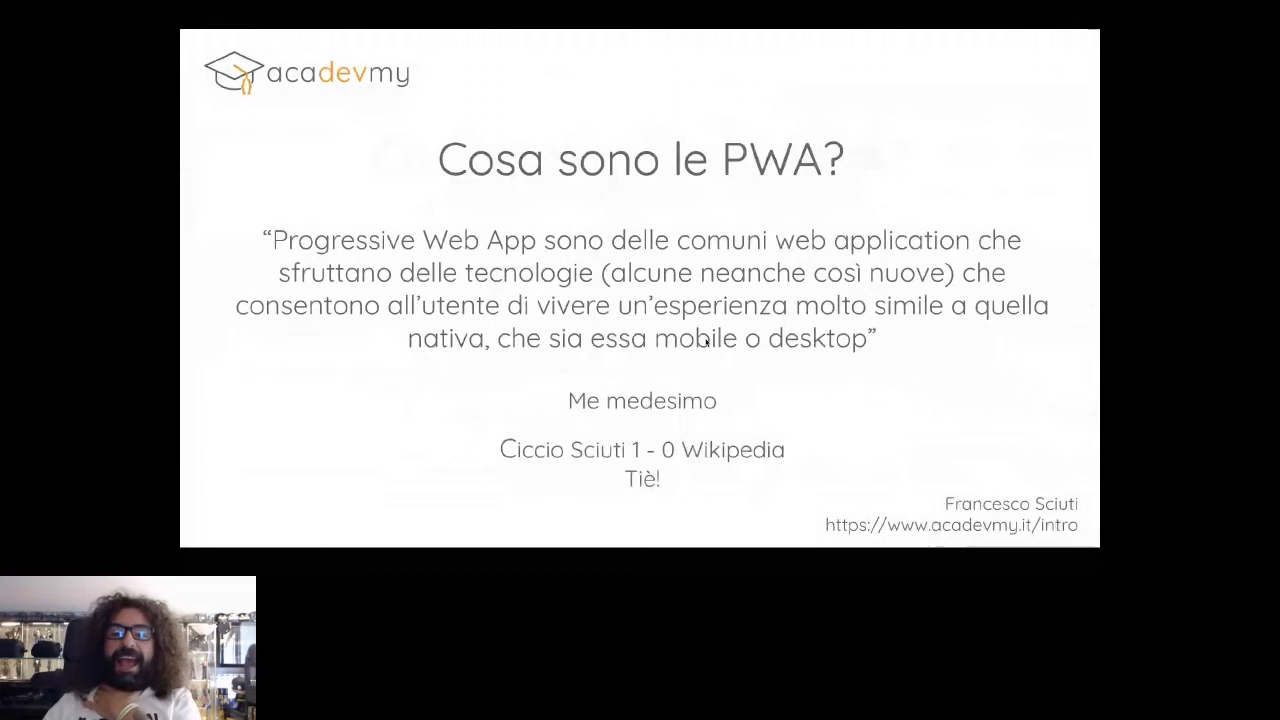 acadevmy
Cosa sono le PWA?
“Progressive Web App sono delle comuni web application che
sfruttano delle tecnologie (alcune neanche così nuove) che
consentono all’utente di vivere un’esperienza molto simile a quella
nativa, che sia essa mobile o desktop”
Me medesimo
Ciccio Sciuti 1 - 0 Wikipedia
Tiè!
Francesco Sciuti
https://www.acadevmy.it/intro